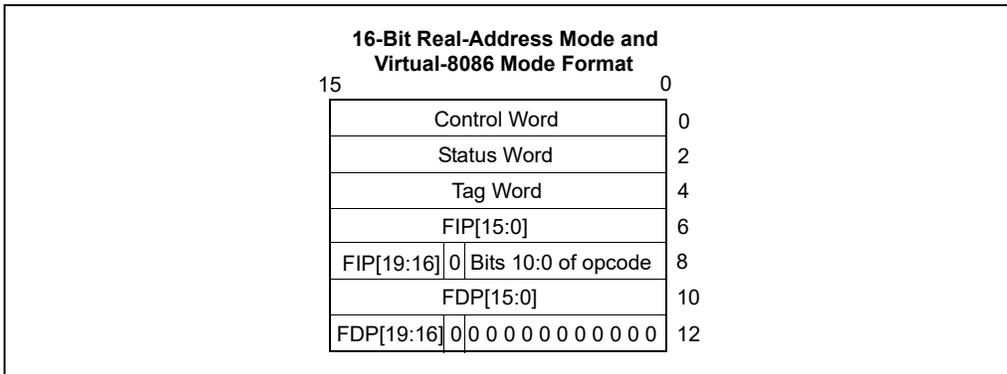 16-Bit Real-Address Mode and
Virtual-8086 Mode Format
15 0
Control Word 0
Status Word 2
Tag Word 4
FIP[15:0] 6
FIP[19:16] 0 Bits 10:0 of opcode 8
FDP[15:0] 10
FDP[19:16] 0 0 0 0 0 0 0 0 0 0 0 0 12